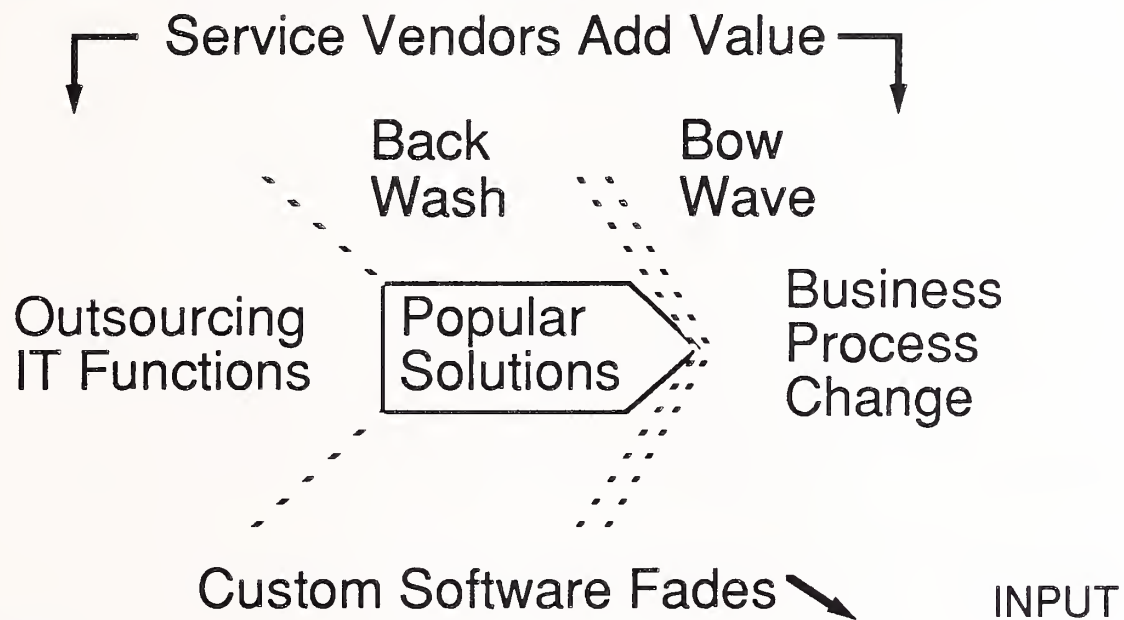 Service Vendors Add Value
Back
Wash
Bow
Wave
Outsourcing
IT Functions
Popular
Solutions
Business
Process
Change
Custom Software Fades
INPUT